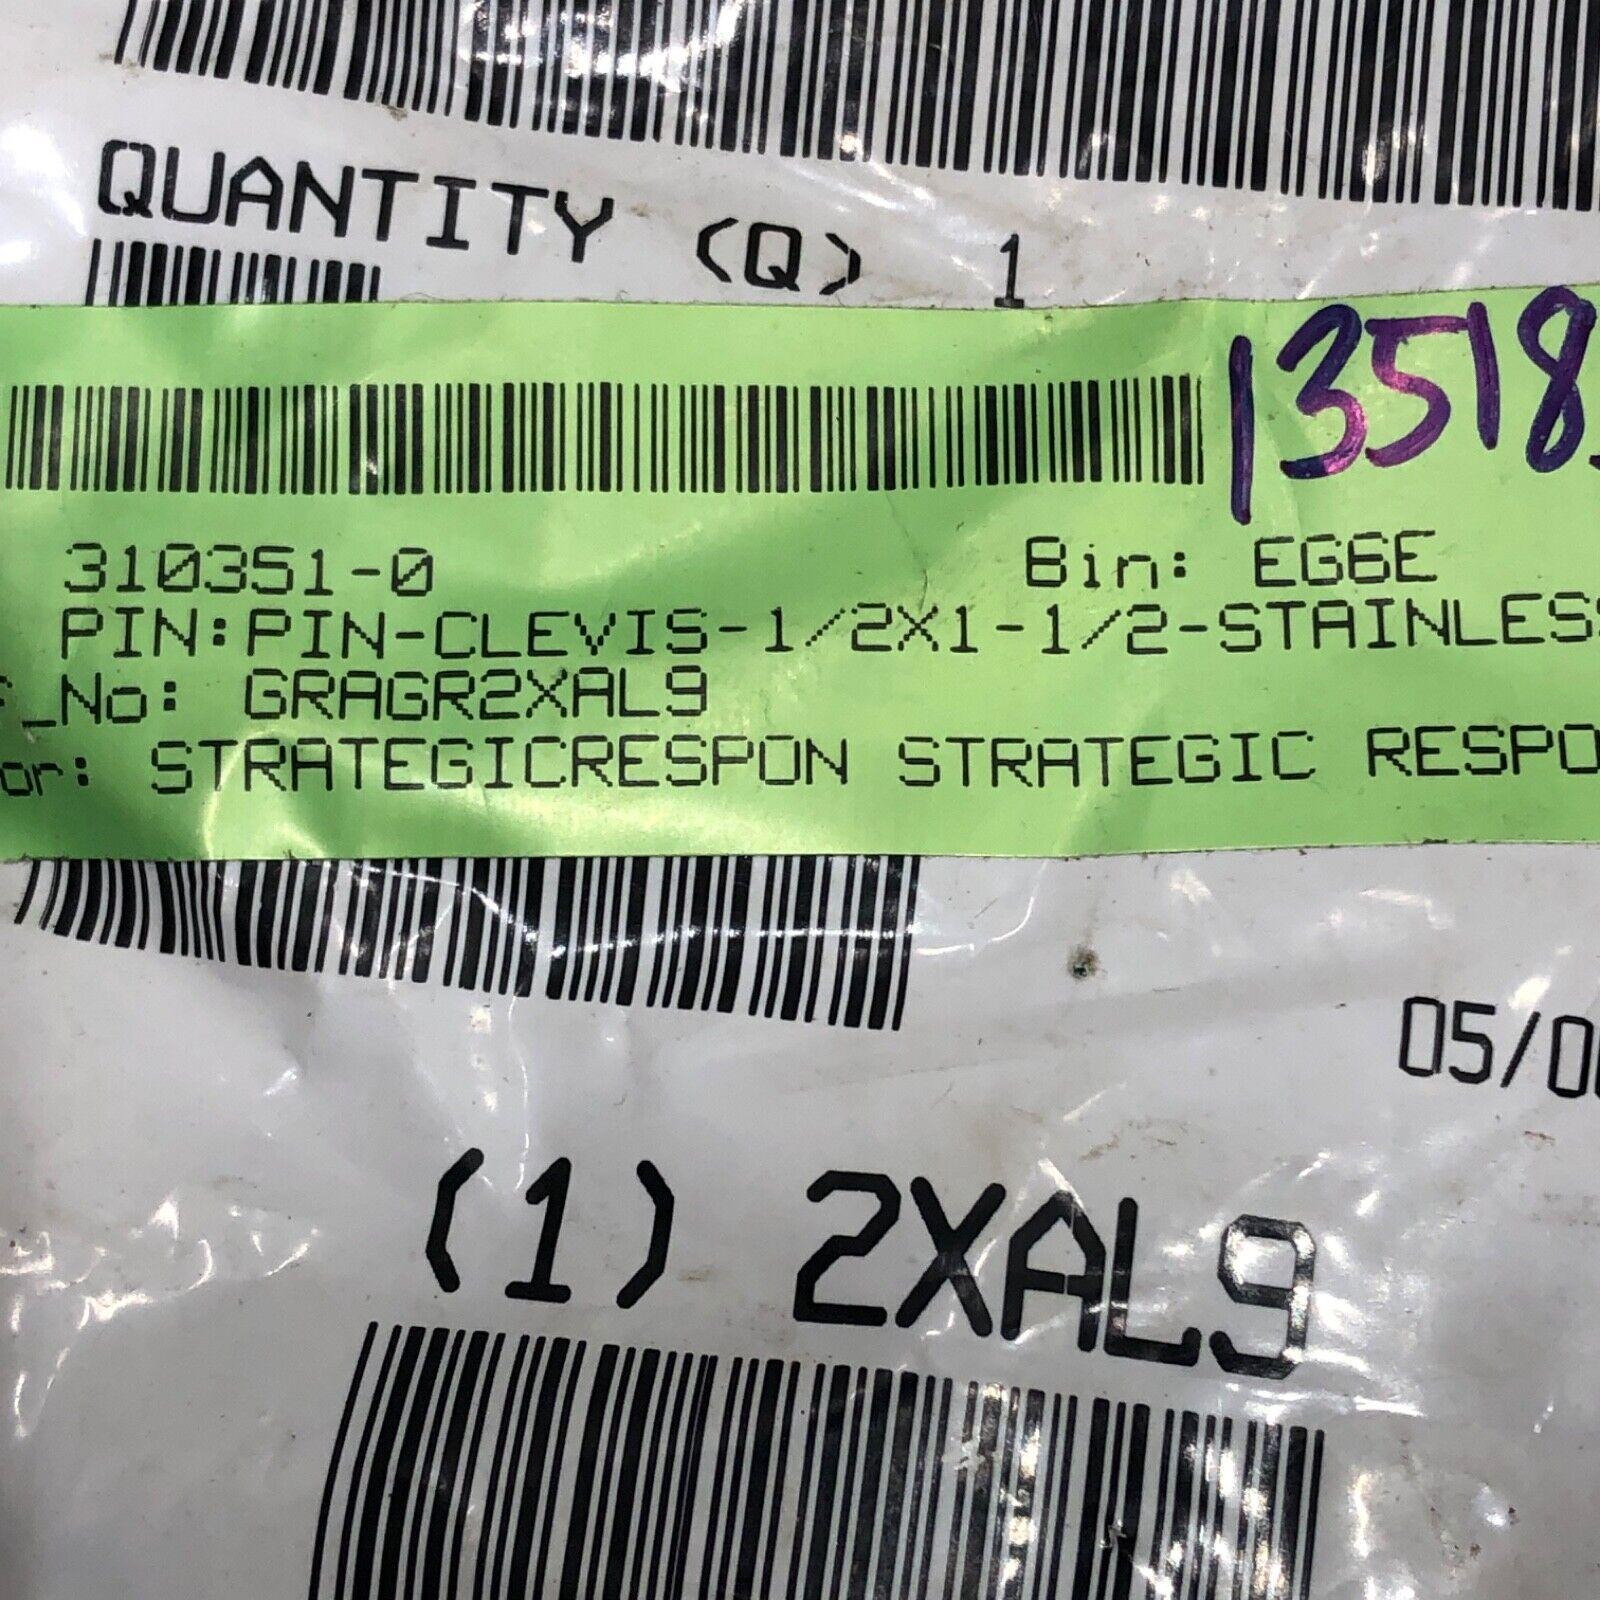 QUANTITY (Q) 1
13518
310351-0 Bin: EG6E
PIN:PIN-CLEVIS-1/2X1-1/2-STAINLESS
_No: GRAGR2XAL9
or: STRATEGICRESPON STRATEGIC RESPO
05/0
(1) 2XAL9